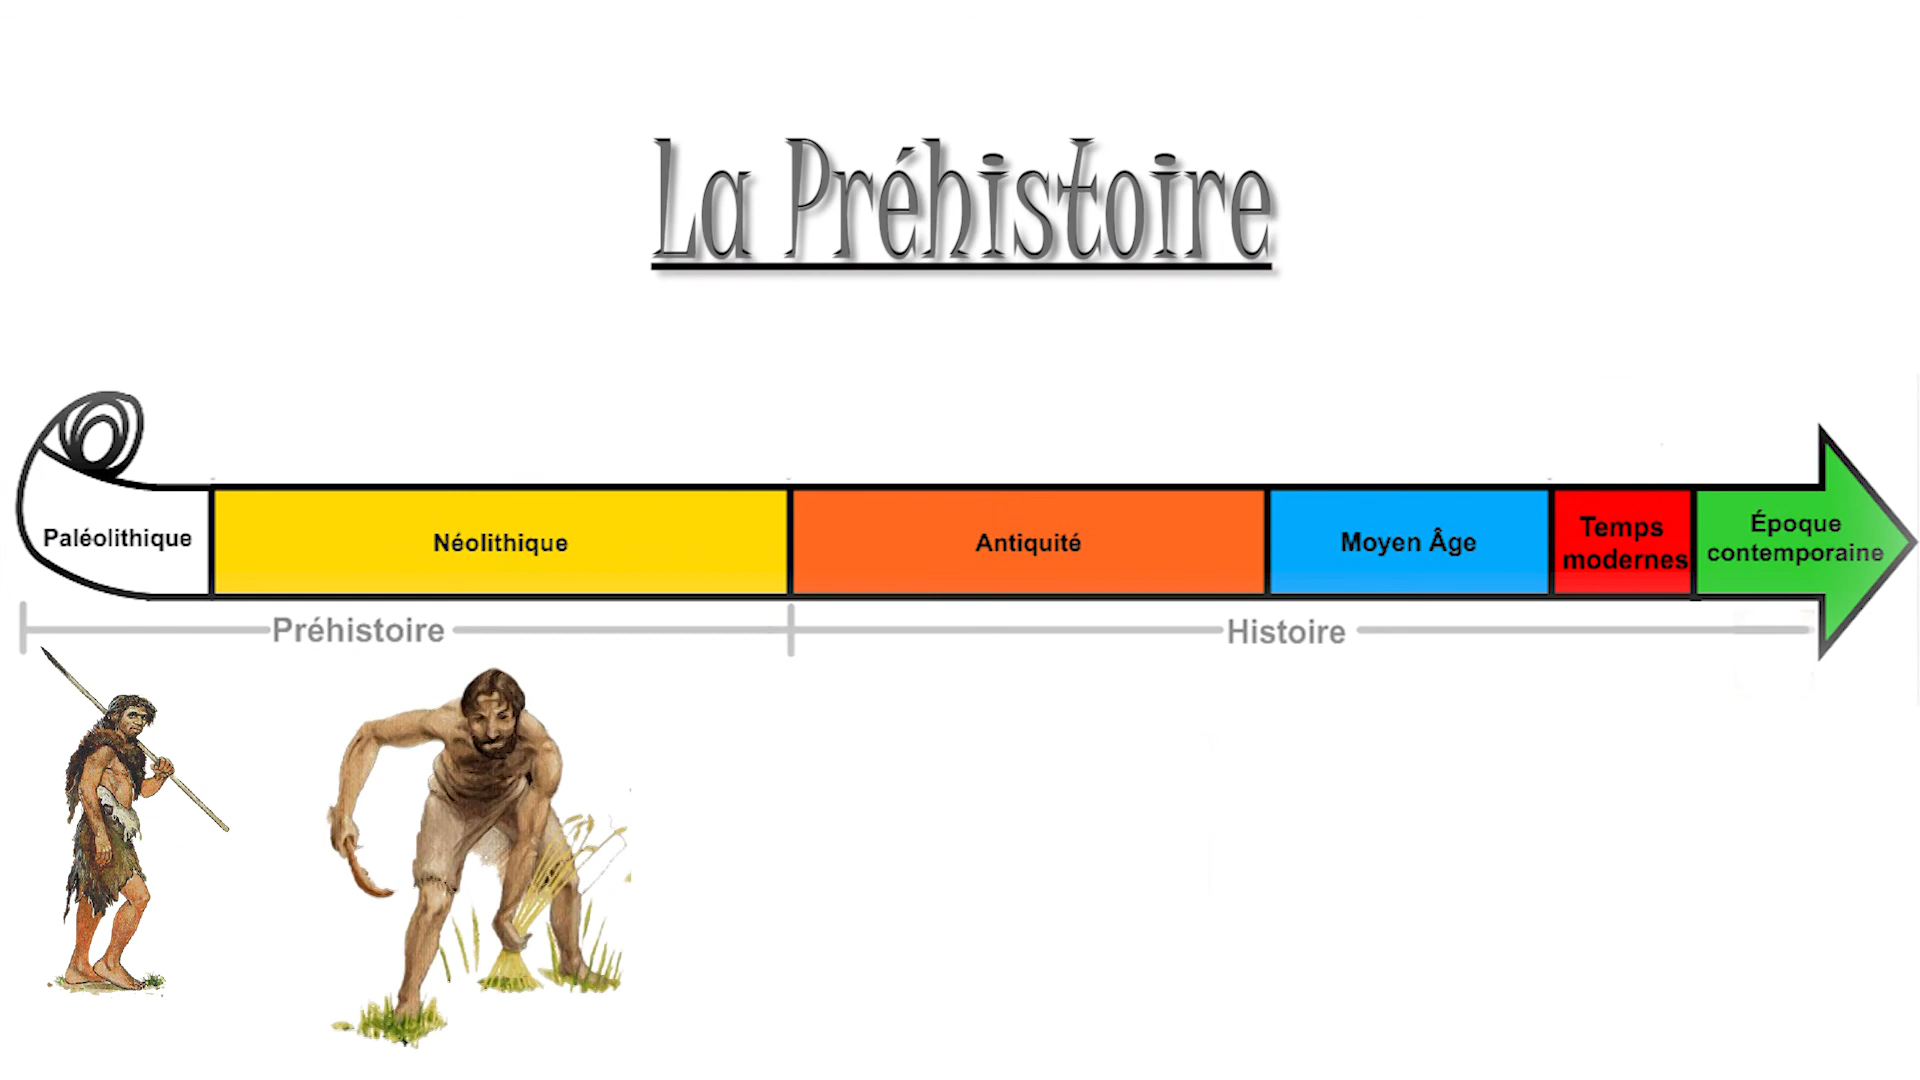 La Préhistoire
Paléolithique
Néolithique
Antiquité
Moyen Âge
Temps
modernes
Époque
contemporaine
Préhistoire
Histoire